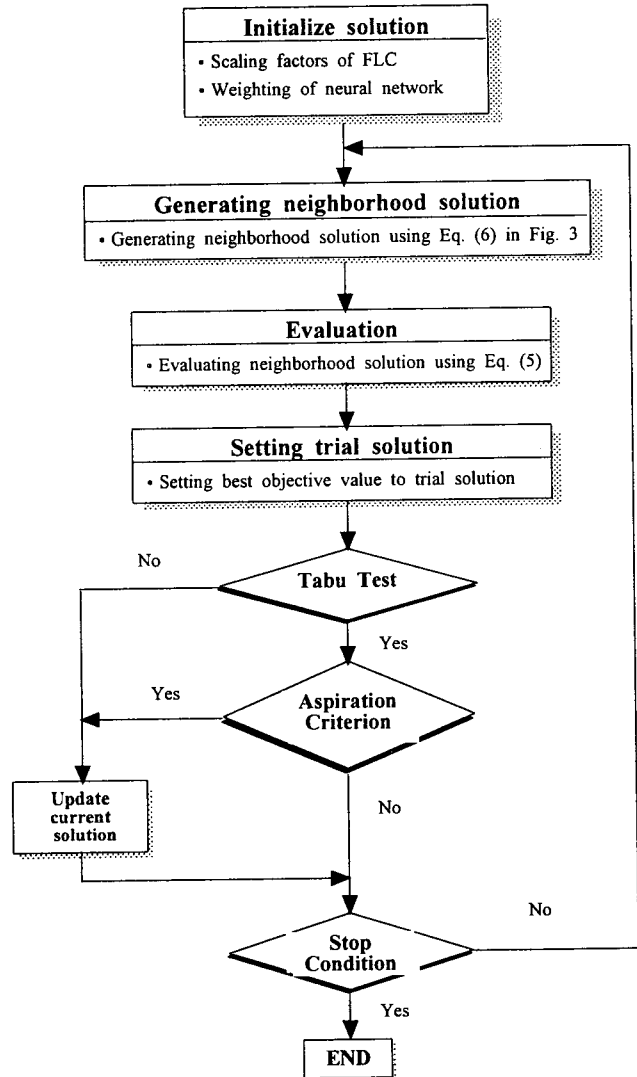 Initialize solution
• Scaling factors of FLC
• Weighting of neural network
Generating neighborhood solution
• Generating neighborhood solution using Eq. (6) in Fig. 3
Evaluation
• Evaluating neighborhood solution using Eq. (5)
Setting trial solution
• Setting best objective value to trial solution
No
Tabu Test
Yes
Yes
Aspiration
Criterion
Update
current
solution
No
No
Stop
Condition
Yes
END